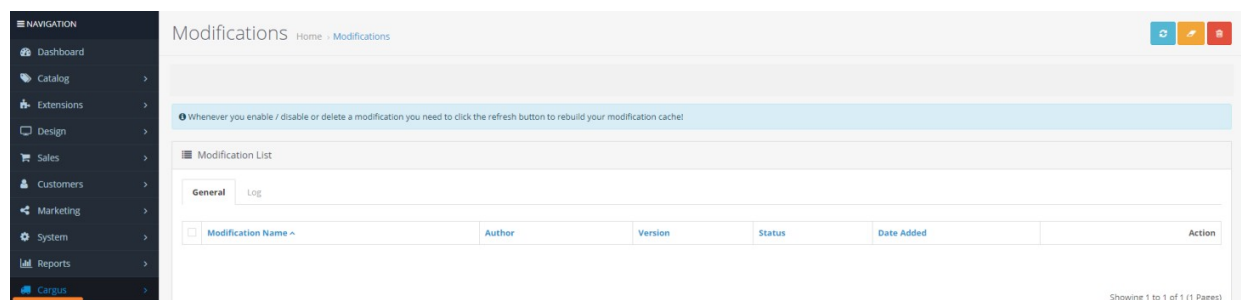 NAVIGATION
Modifications Home › Modifications
Dashboard
Catalog
Extensions
Whenever you enable / disable or delete a modification you need to click the refresh button to rebuild your modification cache!
Design
Sales
Modification List
Customers
General Log
Marketing
System
Modification Name Author Version Status Date Added Action
Reports
Cargus
Showing 1 to 1 of 1 (1 Pages)